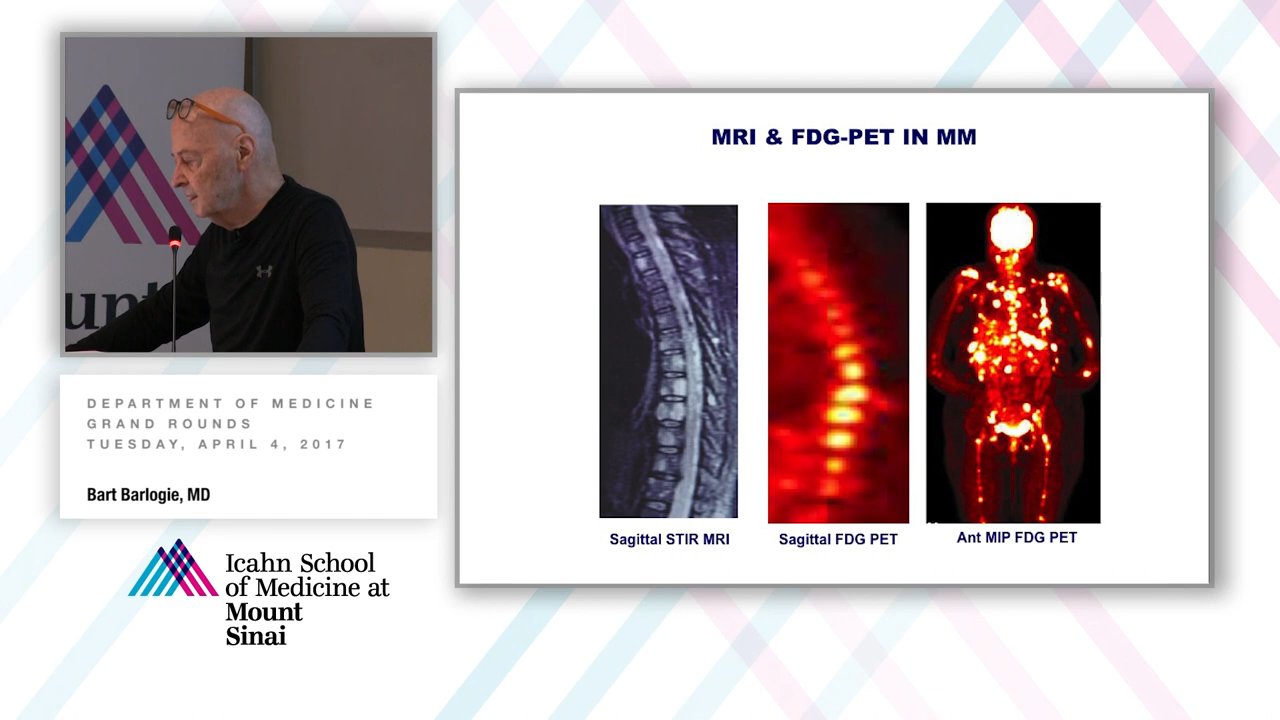 DEPARTMENT OF MEDICINE
GRAND ROUNDS
TUESDAY, APRIL 4, 2017
Bart Barlogie, MD
Icahn School
of Medicine at
Mount
Sinai
MRI & FDG-PET IN MM
Sagittal STIR MRI
Sagittal FDG PET
Ant MIP FDG PET